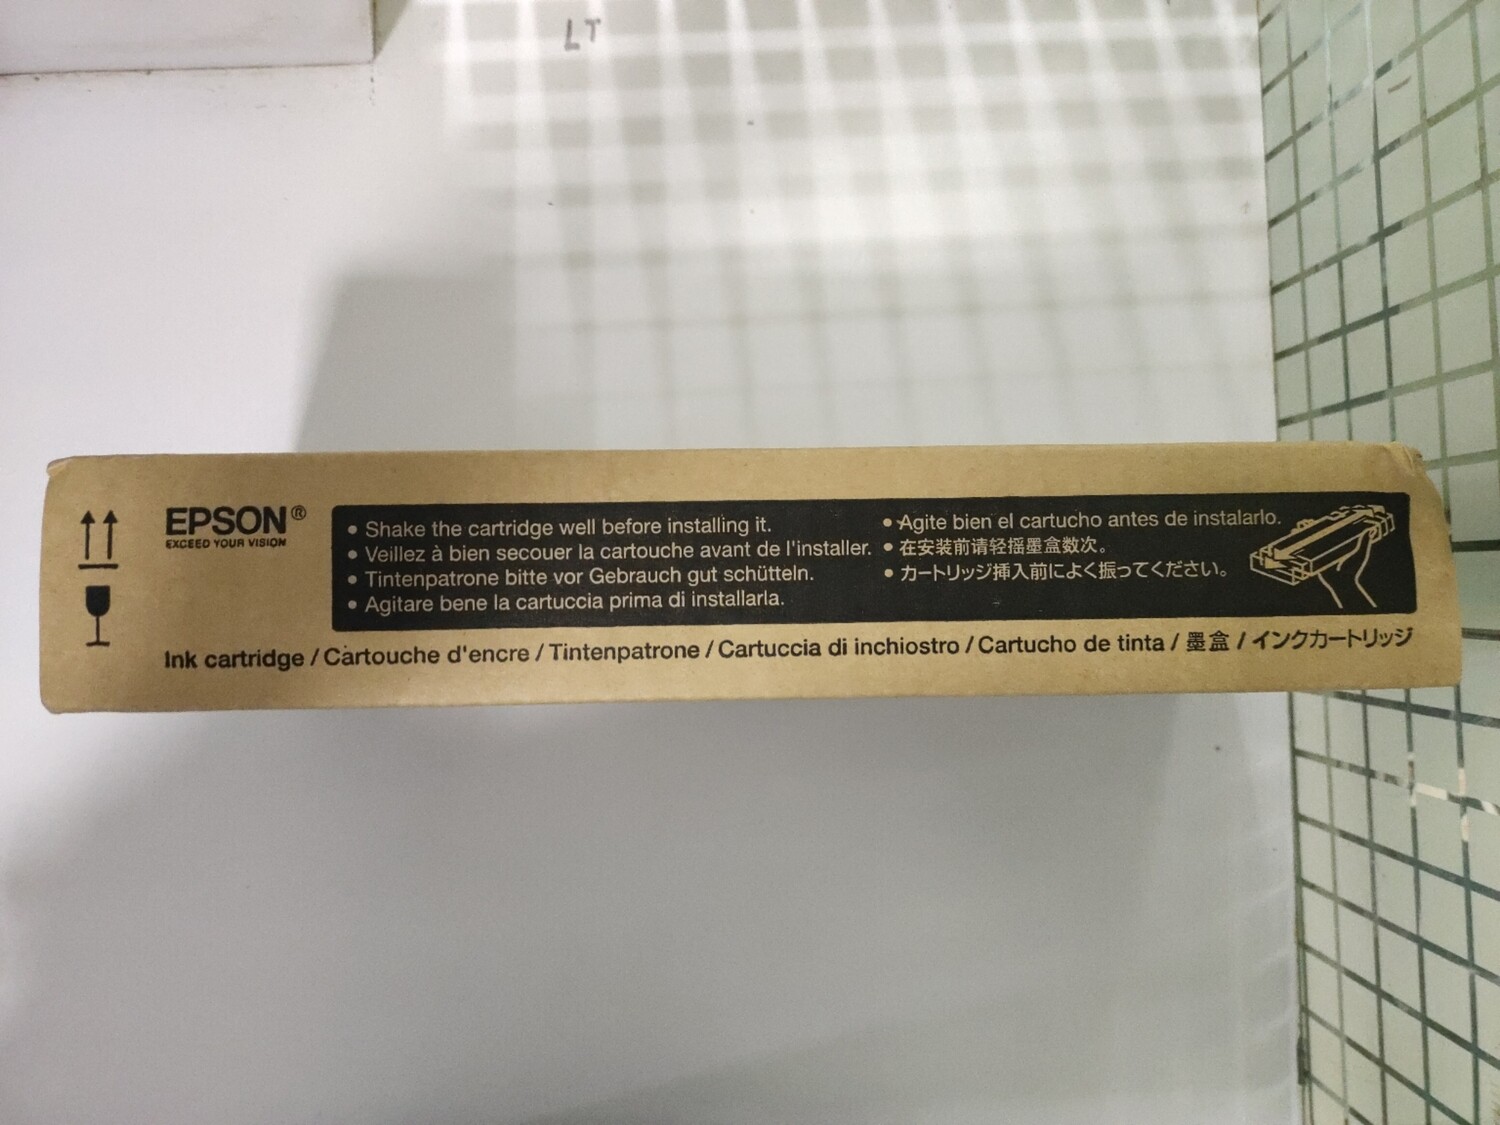 LT
EPSON®
EXCEED YOUR VISION
• Shake the cartridge well before installing it.
• Veillez à bien secouer la cartouche avant de l'installer.
• Tintenpatrone bitte vor Gebrauch gut schütteln.
• Agitare bene la cartuccia prima di installarla.
• Agite bien el cartucho antes de instalarlo.
• 在安装前请轻摇墨盒数次。
• カートリッジ挿入前によく振ってください。
Ink cartridge / Cartouche d'encre / Tintenpatrone / Cartuccia di inchiostro / Cartucho de tinta / 墨盒 / インクカートリッジ